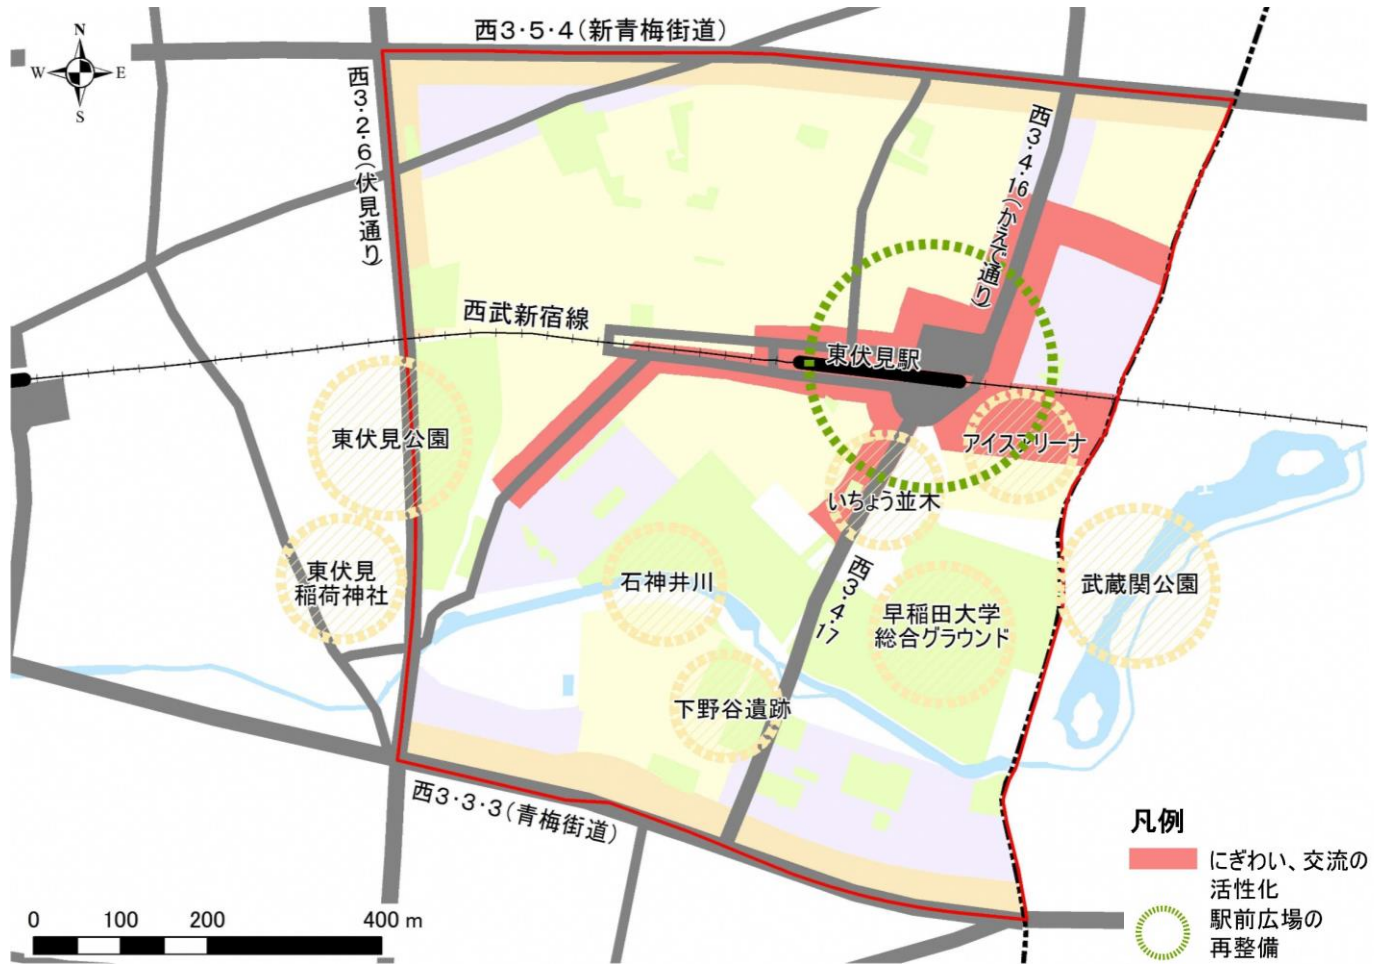 N
W
E
S
西3・5・4(新青梅街道)
西3・2・6(伏見通り)
西3・4・16(かえで通り)
西武新宿線
東伏見駅
東伏見公園
アイスアリーナ
いちょう並木
東伏見
稲荷神社
石神井川
西3・4・17
早稲田大学
総合グラウンド
武蔵関公園
下野谷遺跡
西3・3・3(青梅街道)
凡例
にぎわい、交流の
活性化
駅前広場の
再整備
0 100 200 400 m